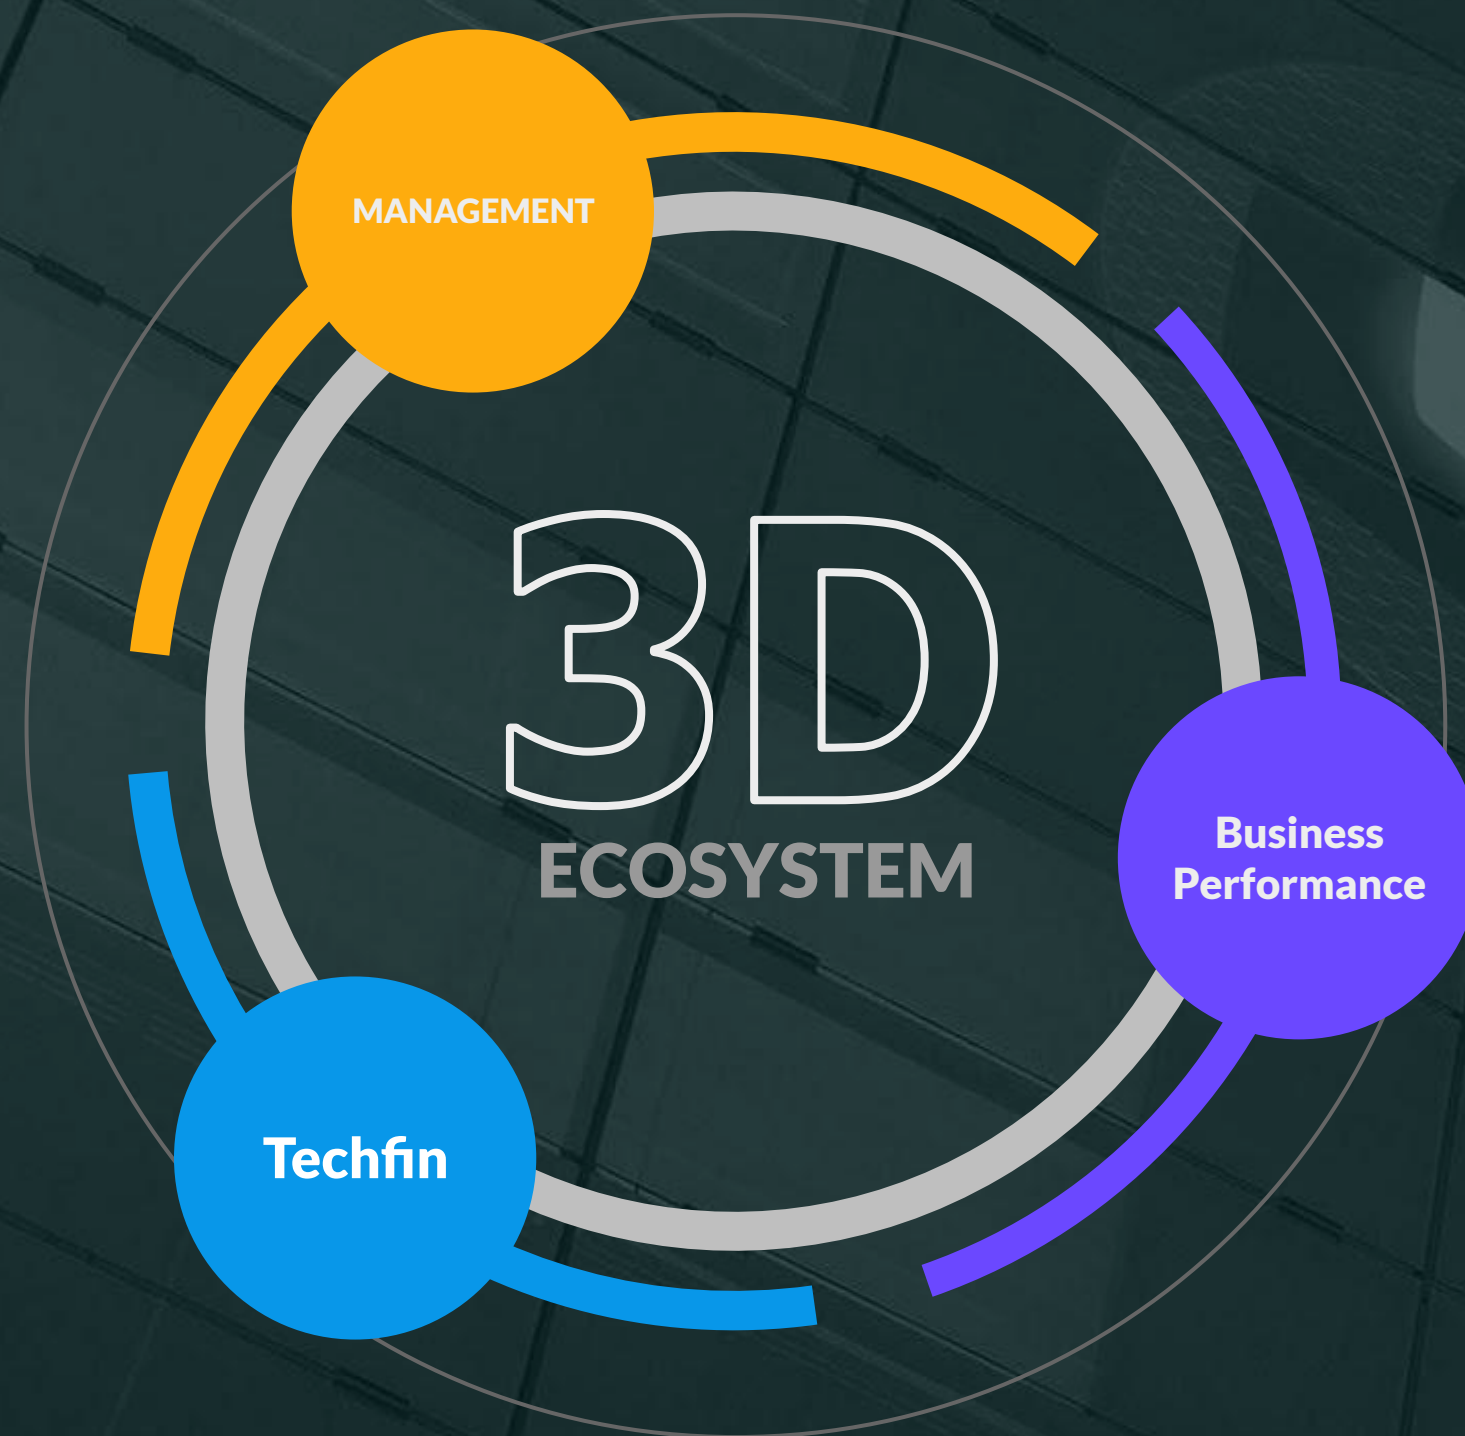 MANAGEMENT
3D
ECOSYSTEM
Business
Performance
Techfin